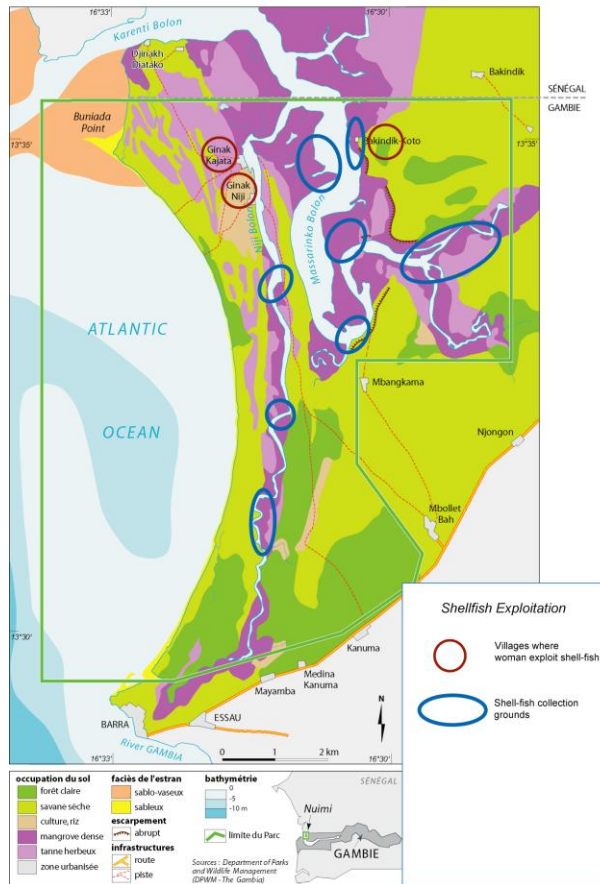 16°33'
16°30'
Karenti Bolon
Djinakh
Diatako
Bakindik
SÉNÉGAL
GAMBIE
Buniada
Point
13°35'
13°35'
Ginak
Kajata
Bakindik-Koto
Ginak
Niji
Niji Bolon
Massarinko Bolon
ATLANTIC
OCEAN
Mbangkama
Njongon
Mbollet
Bah
13°30'
Kanuma
Medina
Kanuma
Mayamba
BARRA
ESSAU
River GAMBIA
N
0 1 2 km
16°33'
16°30'
Shellfish Exploitation
Villages where
woman exploit shell-fish
Shell-fish collection
grounds
occupation du sol
forêt claire
savane sèche
culture, riz
mangrove dense
tanne herbeux
zone urbanisée
faciès de l'estran
sablo-vaseux
sableux
escarpement
abrupt
infrastructures
route
piste
bathymétrie
0
-5
-10 m
limite du Parc
Sources : Department of Parks
and Wildlife Management
(DPWM - The Gambia)
SÉNÉGAL
Nuimi
GAMBIE